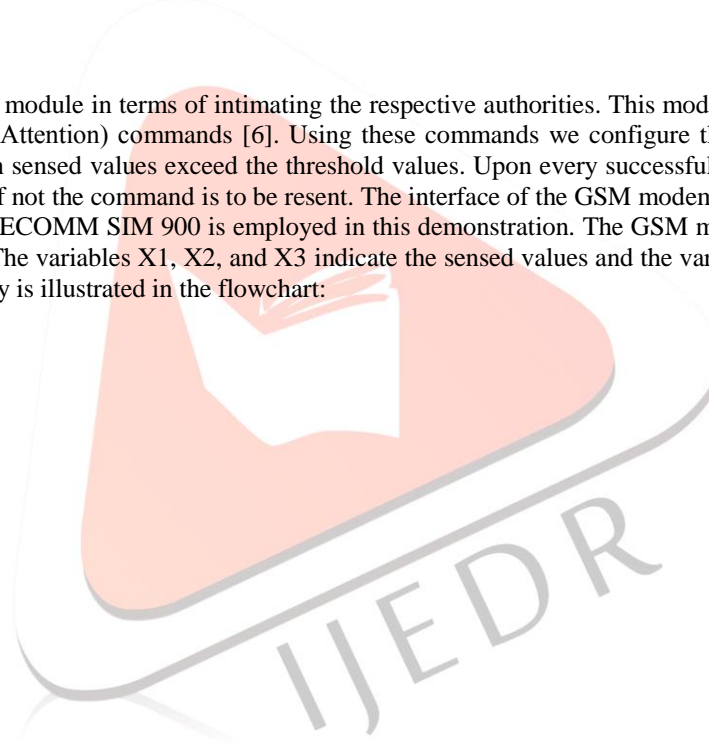 module in terms of intimating the respective authorities. This mod
Attention) commands [6]. Using these commands we configure th
sensed values exceed the threshold values. Upon every successful
f not the command is to be resent. The interface of the GSM modem
ECOMM SIM 900 is employed in this demonstration. The GSM m
The variables X1, X2, and X3 indicate the sensed values and the var
y is illustrated in the flowchart:
IJEDR